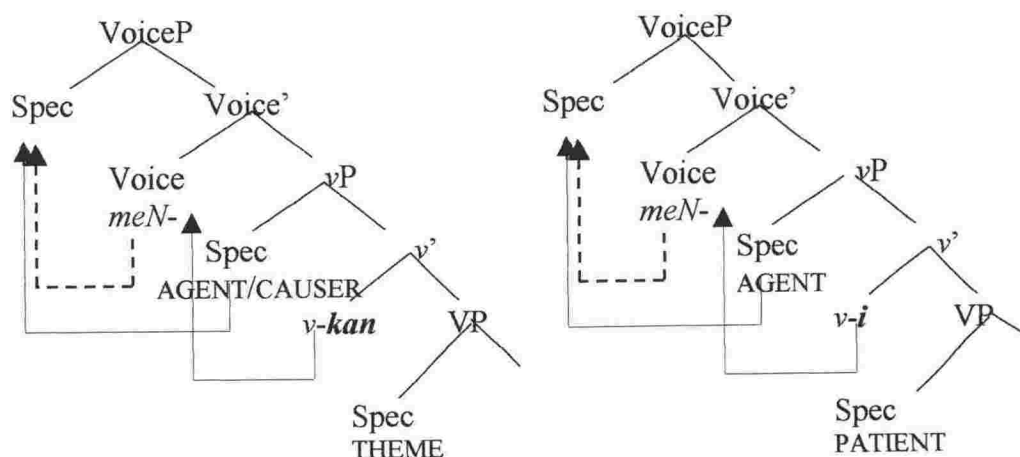 VoiceP VoiceP
Spec Voice’ Spec Voice’
Voice vP Voice vP
meN- meN-
Spec v’ Spec v’
AGENT/CAUSER AGENT
v-kan VP v-i VP
Spec Spec
THEME PATIENT